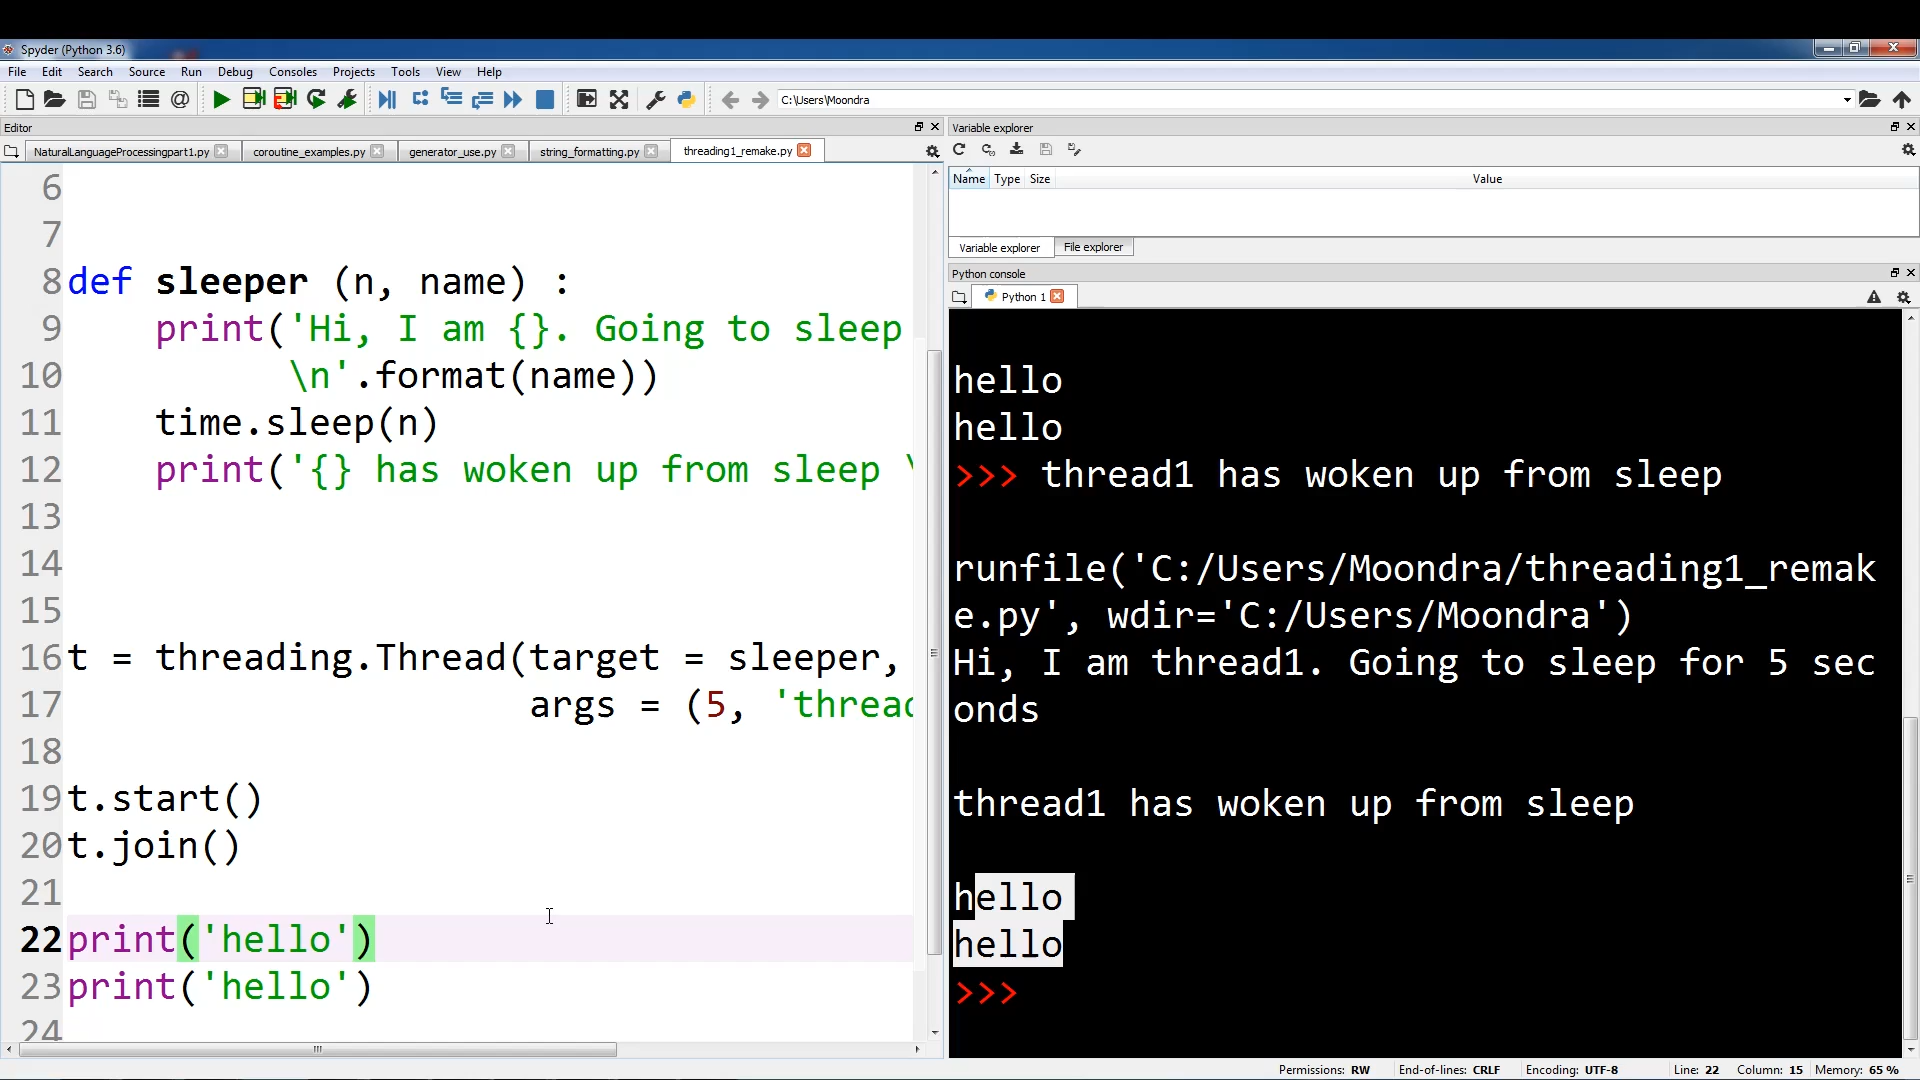 Spyder (Python 3.6)
File Edit Search Source Run Debug Consoles Projects Tools View Help
C:\Users\Moondra
Editor
NaturalLanguageProcessingpart1.py coroutine_examples.py generator_use.py string_formatting.py threading1_remake.py
6
7
8 def sleeper (n, name) :
9 print('Hi, I am {}. Going to sleep
10 \n'.format(name))
11 time.sleep(n)
12 print('{} has woken up from sleep \
13
14
15
16 t = threading.Thread(target = sleeper,
17 args = (5, 'thread
18
19 t.start()
20 t.join()
21
22 print('hello')
23 print('hello')
24
Variable explorer
Name Type Size Value
Variable explorer File explorer
Python console
Python 1
hello
hello
>>> thread1 has woken up from sleep
runfile('C:/Users/Moondra/threading1_remak
e.py', wdir='C:/Users/Moondra')
Hi, I am thread1. Going to sleep for 5 sec
onds
thread1 has woken up from sleep
hello
hello
>>>
Permissions: RW End-of-lines: CRLF Encoding: UTF-8 Line: 22 Column: 15 Memory: 65 %